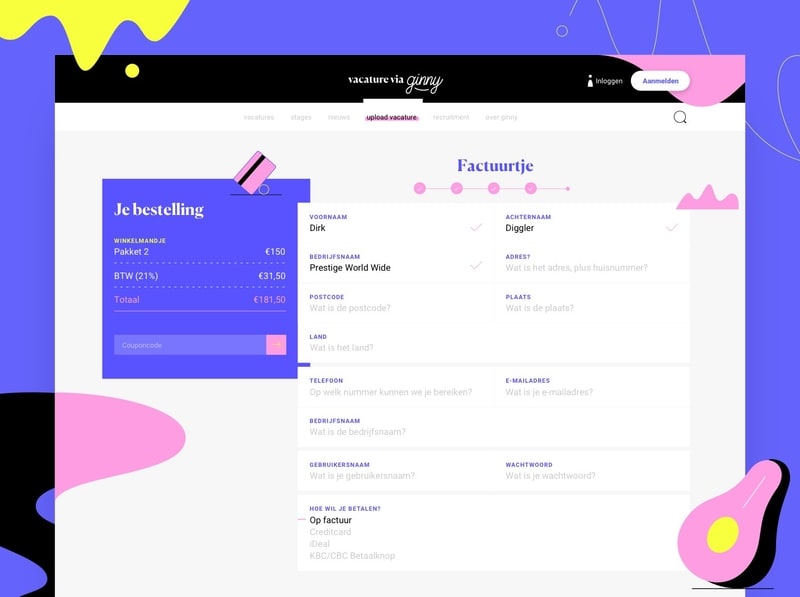 vacature via ginny
Inloggen
Aanmelden
vacatures stages nieuws upload vacature recruitment over ginny
Factuurtje
Je bestelling
WINKELMANDJE
Pakket 2 €150
BTW (21%) €31,50
Totaal €181,50
Couponcode
VOORNAAM ACHTERNAAM
Dirk Diggler
BEDRIJFSNAAM ADRES?
Prestige World Wide Wat is het adres, plus huisnummer?
POSTCODE PLAATS
Wat is de postcode? Wat is de plaats?
LAND
Wat is het land?
TELEFOON E-MAILADRES
Op welk nummer kunnen we je bereiken? Wat is je e-mailadres?
BEDRIJFSNAAM
Wat is de bedrijfsnaam?
GEBRUIKERSNAAM WACHTWOORD
Wat is je gebruikersnaam? Wat is je wachtwoord?
HOE WIL JE BETALEN?
Op factuur
Creditcard
iDeal
KBC/CBC Betaalknop